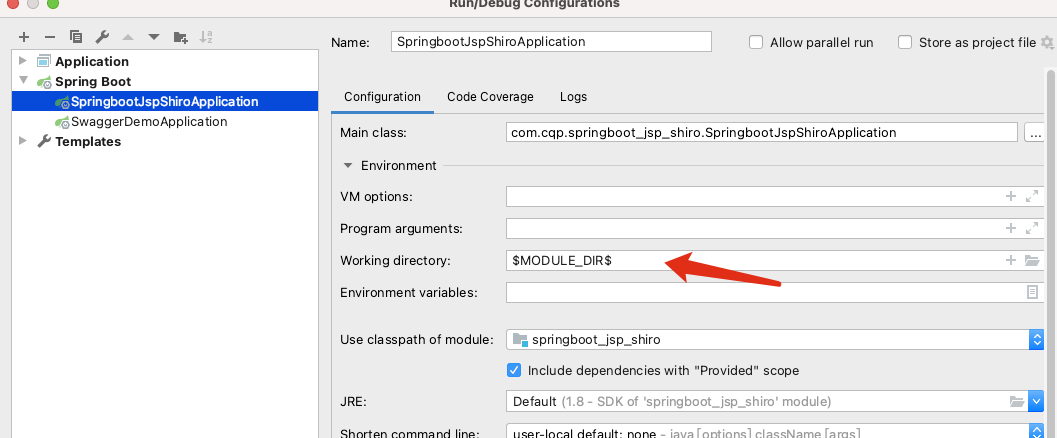 Run/Debug Configurations
Name: SpringbootJspShiroApplication Allow parallel run Store as project file
Application
Spring Boot
SpringbootJspShiroApplication
SwaggerDemoApplication
Templates
Configuration Code Coverage Logs
Main class: com.cqp.springboot_jsp_shiro.SpringbootJspShiroApplication ...
Environment
VM options:
Program arguments:
Working directory: $MODULE_DIR$
Environment variables:
Use classpath of module: springboot_jsp_shiro
Include dependencies with "Provided" scope
JRE: Default (1.8 - SDK of 'springboot_jsp_shiro' module)
Shorten command line: user-local default: none - java [options] className [args]